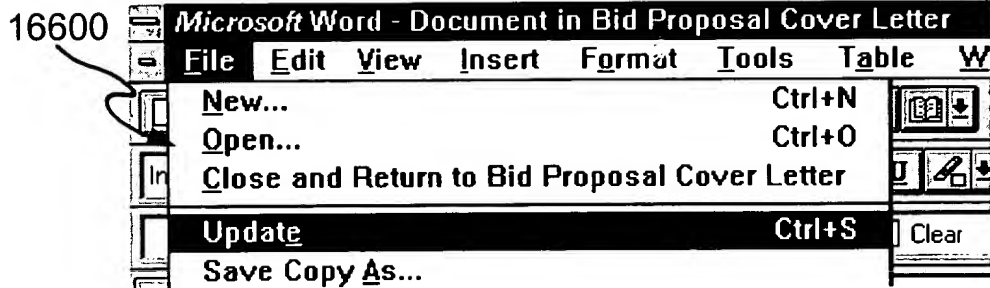 16600
Microsoft Word - Document in Bid Proposal Cover Letter
File Edit View Insert Format Tools Table W
New... Ctrl+N
Open... Ctrl+O
In
Close and Return to Bid Proposal Cover Letter U
Update Ctrl+S Clear
Save Copy As...